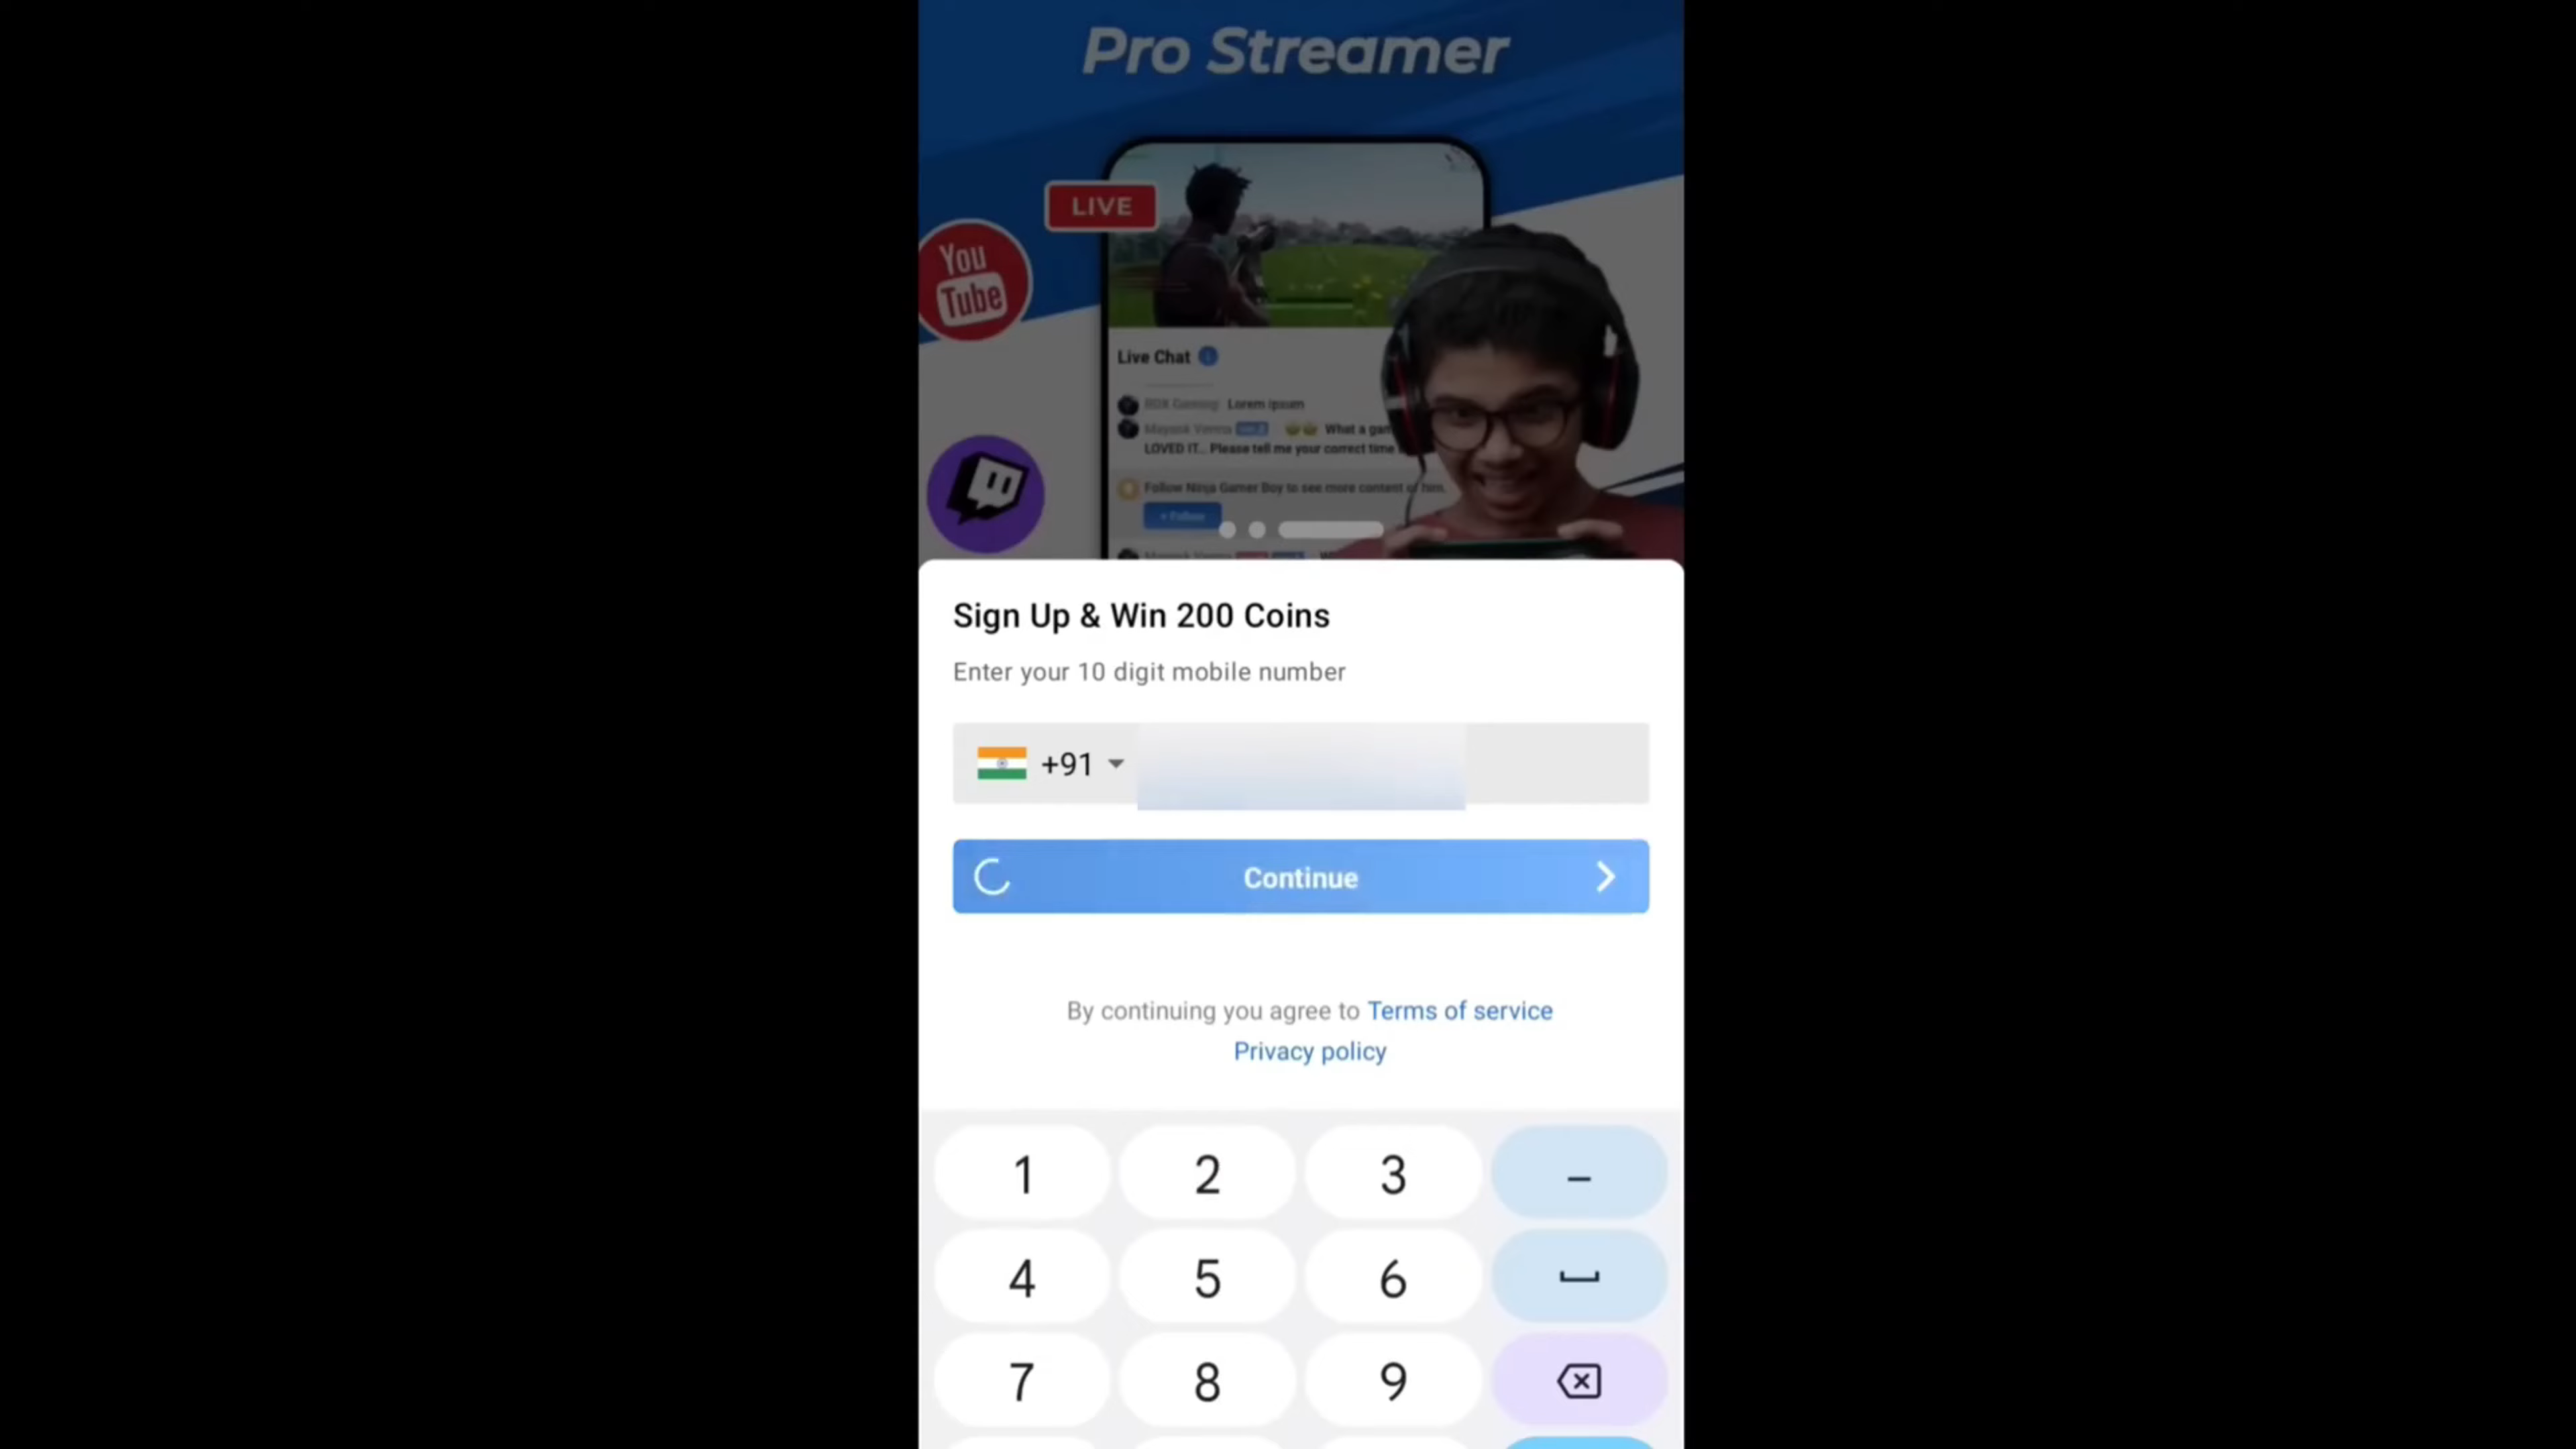 Pro Streamer
LIVE
You
Tube
Live Chat
RDX Gaming: Lorem ipsum
Mayank Verma What a gam
LOVED IT... Please tell me your correct time
Follow Ninja Gamer Boy to see more content of him.
+ Follow
Sign Up & Win 200 Coins
Enter your 10 digit mobile number
+91
Continue
By continuing you agree to Terms of service
Privacy policy
1 2 3 –
4 5 6
7 8 9